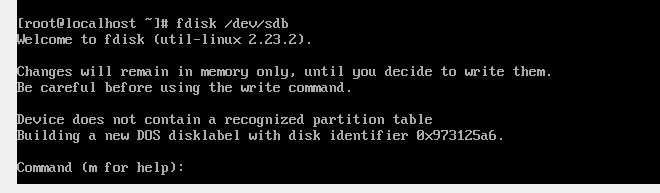 [root@localhost ~]# fdisk /dev/sdb
Welcome to fdisk (util-linux 2.23.2).
Changes will remain in memory only, until you decide to write them.
Be careful before using the write command.
Device does not contain a recognized partition table
Building a new DOS disklabel with disk identifier 0x973125a6.
Command (m for help):